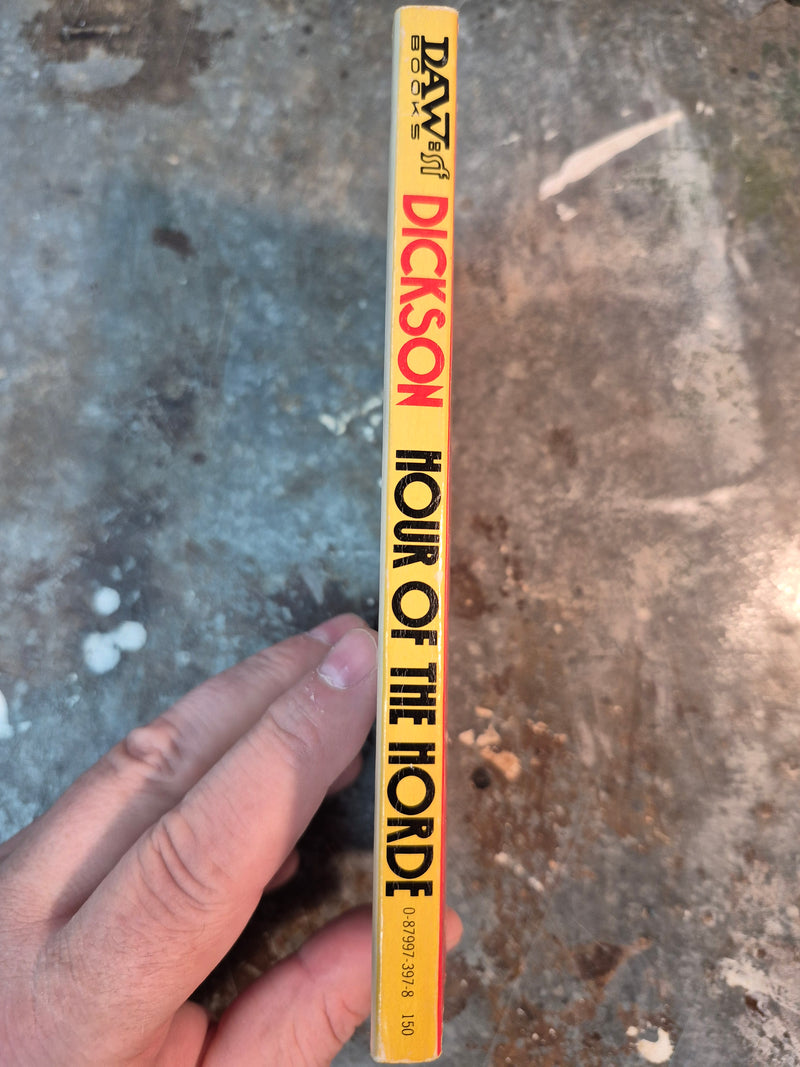 DAW
BOOKS
sf
DICKSON
HOUR OF THE HORDE
0-87997-397-8 150